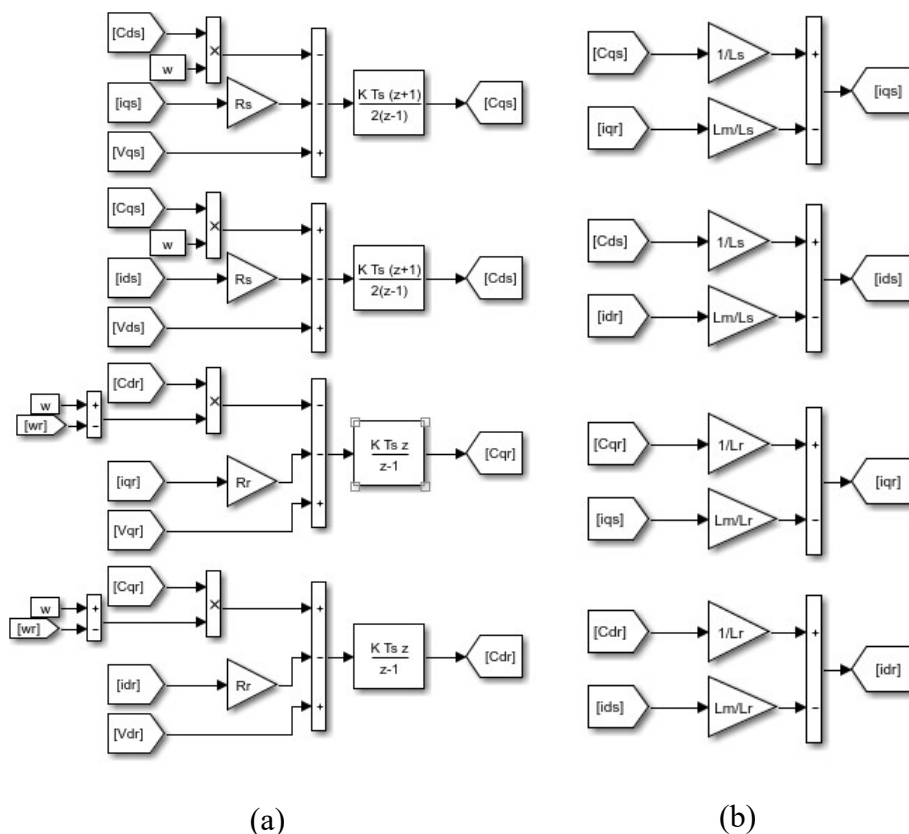 [Cds]
×
w
[iqs]
Rs
[Vqs]
−
−
+
K Ts (z+1)
2(z-1)
[Cqs]
[Cqs]
×
w
[ids]
Rs
[Vds]
+
−
+
K Ts (z+1)
2(z-1)
[Cds]
[Cdr]
w
[wr]
+
−
×
[iqr]
Rr
[Vqr]
−
−
+
K Ts z
z-1
[Cqr]
[Cqr]
w
[wr]
+
−
×
[idr]
Rr
[Vdr]
+
−
+
K Ts z
z-1
[Cdr]
(a)
[Cqs]
1/Ls
[iqr]
Lm/Ls
+
−
[iqs]
[Cds]
1/Ls
[idr]
Lm/Ls
+
−
[ids]
[Cqr]
1/Lr
[iqs]
Lm/Lr
+
−
[iqr]
[Cdr]
1/Lr
[ids]
Lm/Lr
+
−
[idr]
(b)